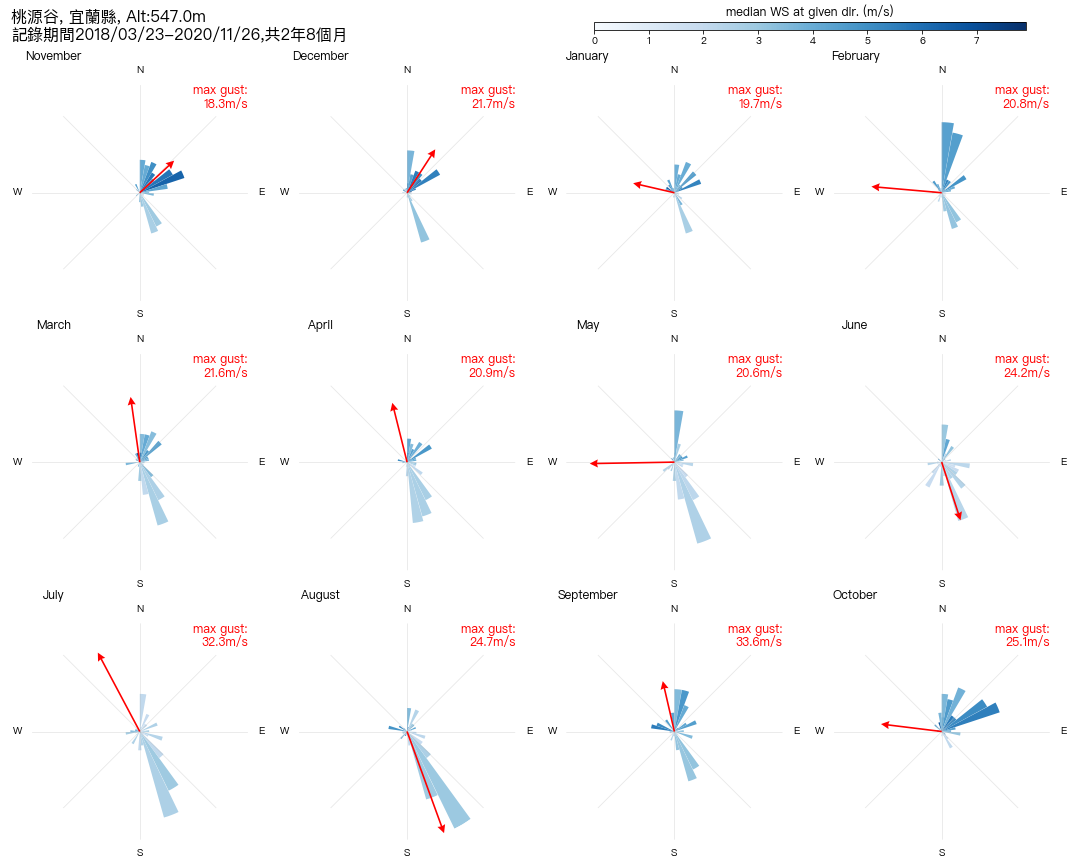 桃源谷, 宜蘭縣, Alt:547.0m
記錄期間2018/03/23-2020/11/26,共2年8個月
median WS at given dir. (m/s)
0 1 2 3 4 5 6 7
November
N
max gust:
18.3m/s
W E
S
December
N
max gust:
21.7m/s
W E
January
N
max gust:
19.7m/s
W E
S
February
N
max gust:
20.8m/s
W E
S
March
N
max gust:
21.6m/s
W E
S
April
N
max gust:
20.9m/s
W E
S
May
N
max gust:
20.6m/s
W E
S
June
N
max gust:
24.2m/s
W E
S
July
N
max gust:
32.3m/s
W E
S
August
N
max gust:
24.7m/s
W E
S
September
N
max gust:
33.6m/s
W E
S
October
N
max gust:
25.1m/s
W E
S